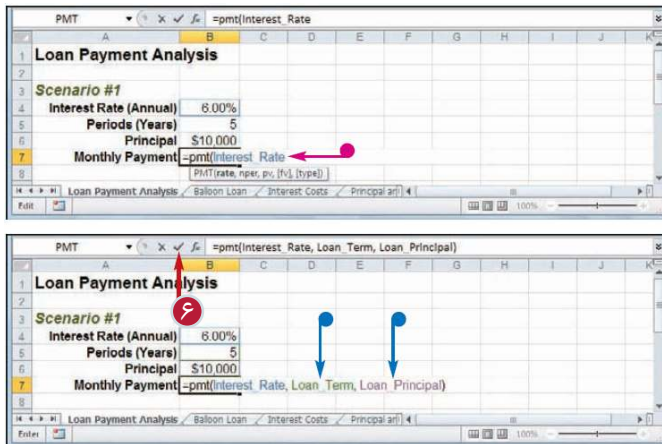 PMT =pmt(Interest_Rate
A B C D E F G H I J K
1 Loan Payment Analysis
2
3 Scenario #1
4 Interest Rate (Annual) 6.00%
5 Periods (Years) 5
6 Principal $10,000
7 Monthly Payment =pmt(Interest_Rate
8 PMT(rate, nper, pv, [fv], [type])
Loan Payment Analysis Balloon Loan Interest Costs Principal an
Edit 100%
PMT =pmt(Interest_Rate, Loan_Term, Loan_Principal)
A B C D E F G H I J K
1 Loan Payment Analysis
2
۶
3 Scenario #1
4 Interest Rate (Annual) 6.00%
5 Periods (Years) 5
6 Principal $10,000
7 Monthly Payment =pmt(Interest_Rate, Loan_Term, Loan_Principal)
8
Loan Payment Analysis Balloon Loan Interest Costs Principal an
Enter 100%